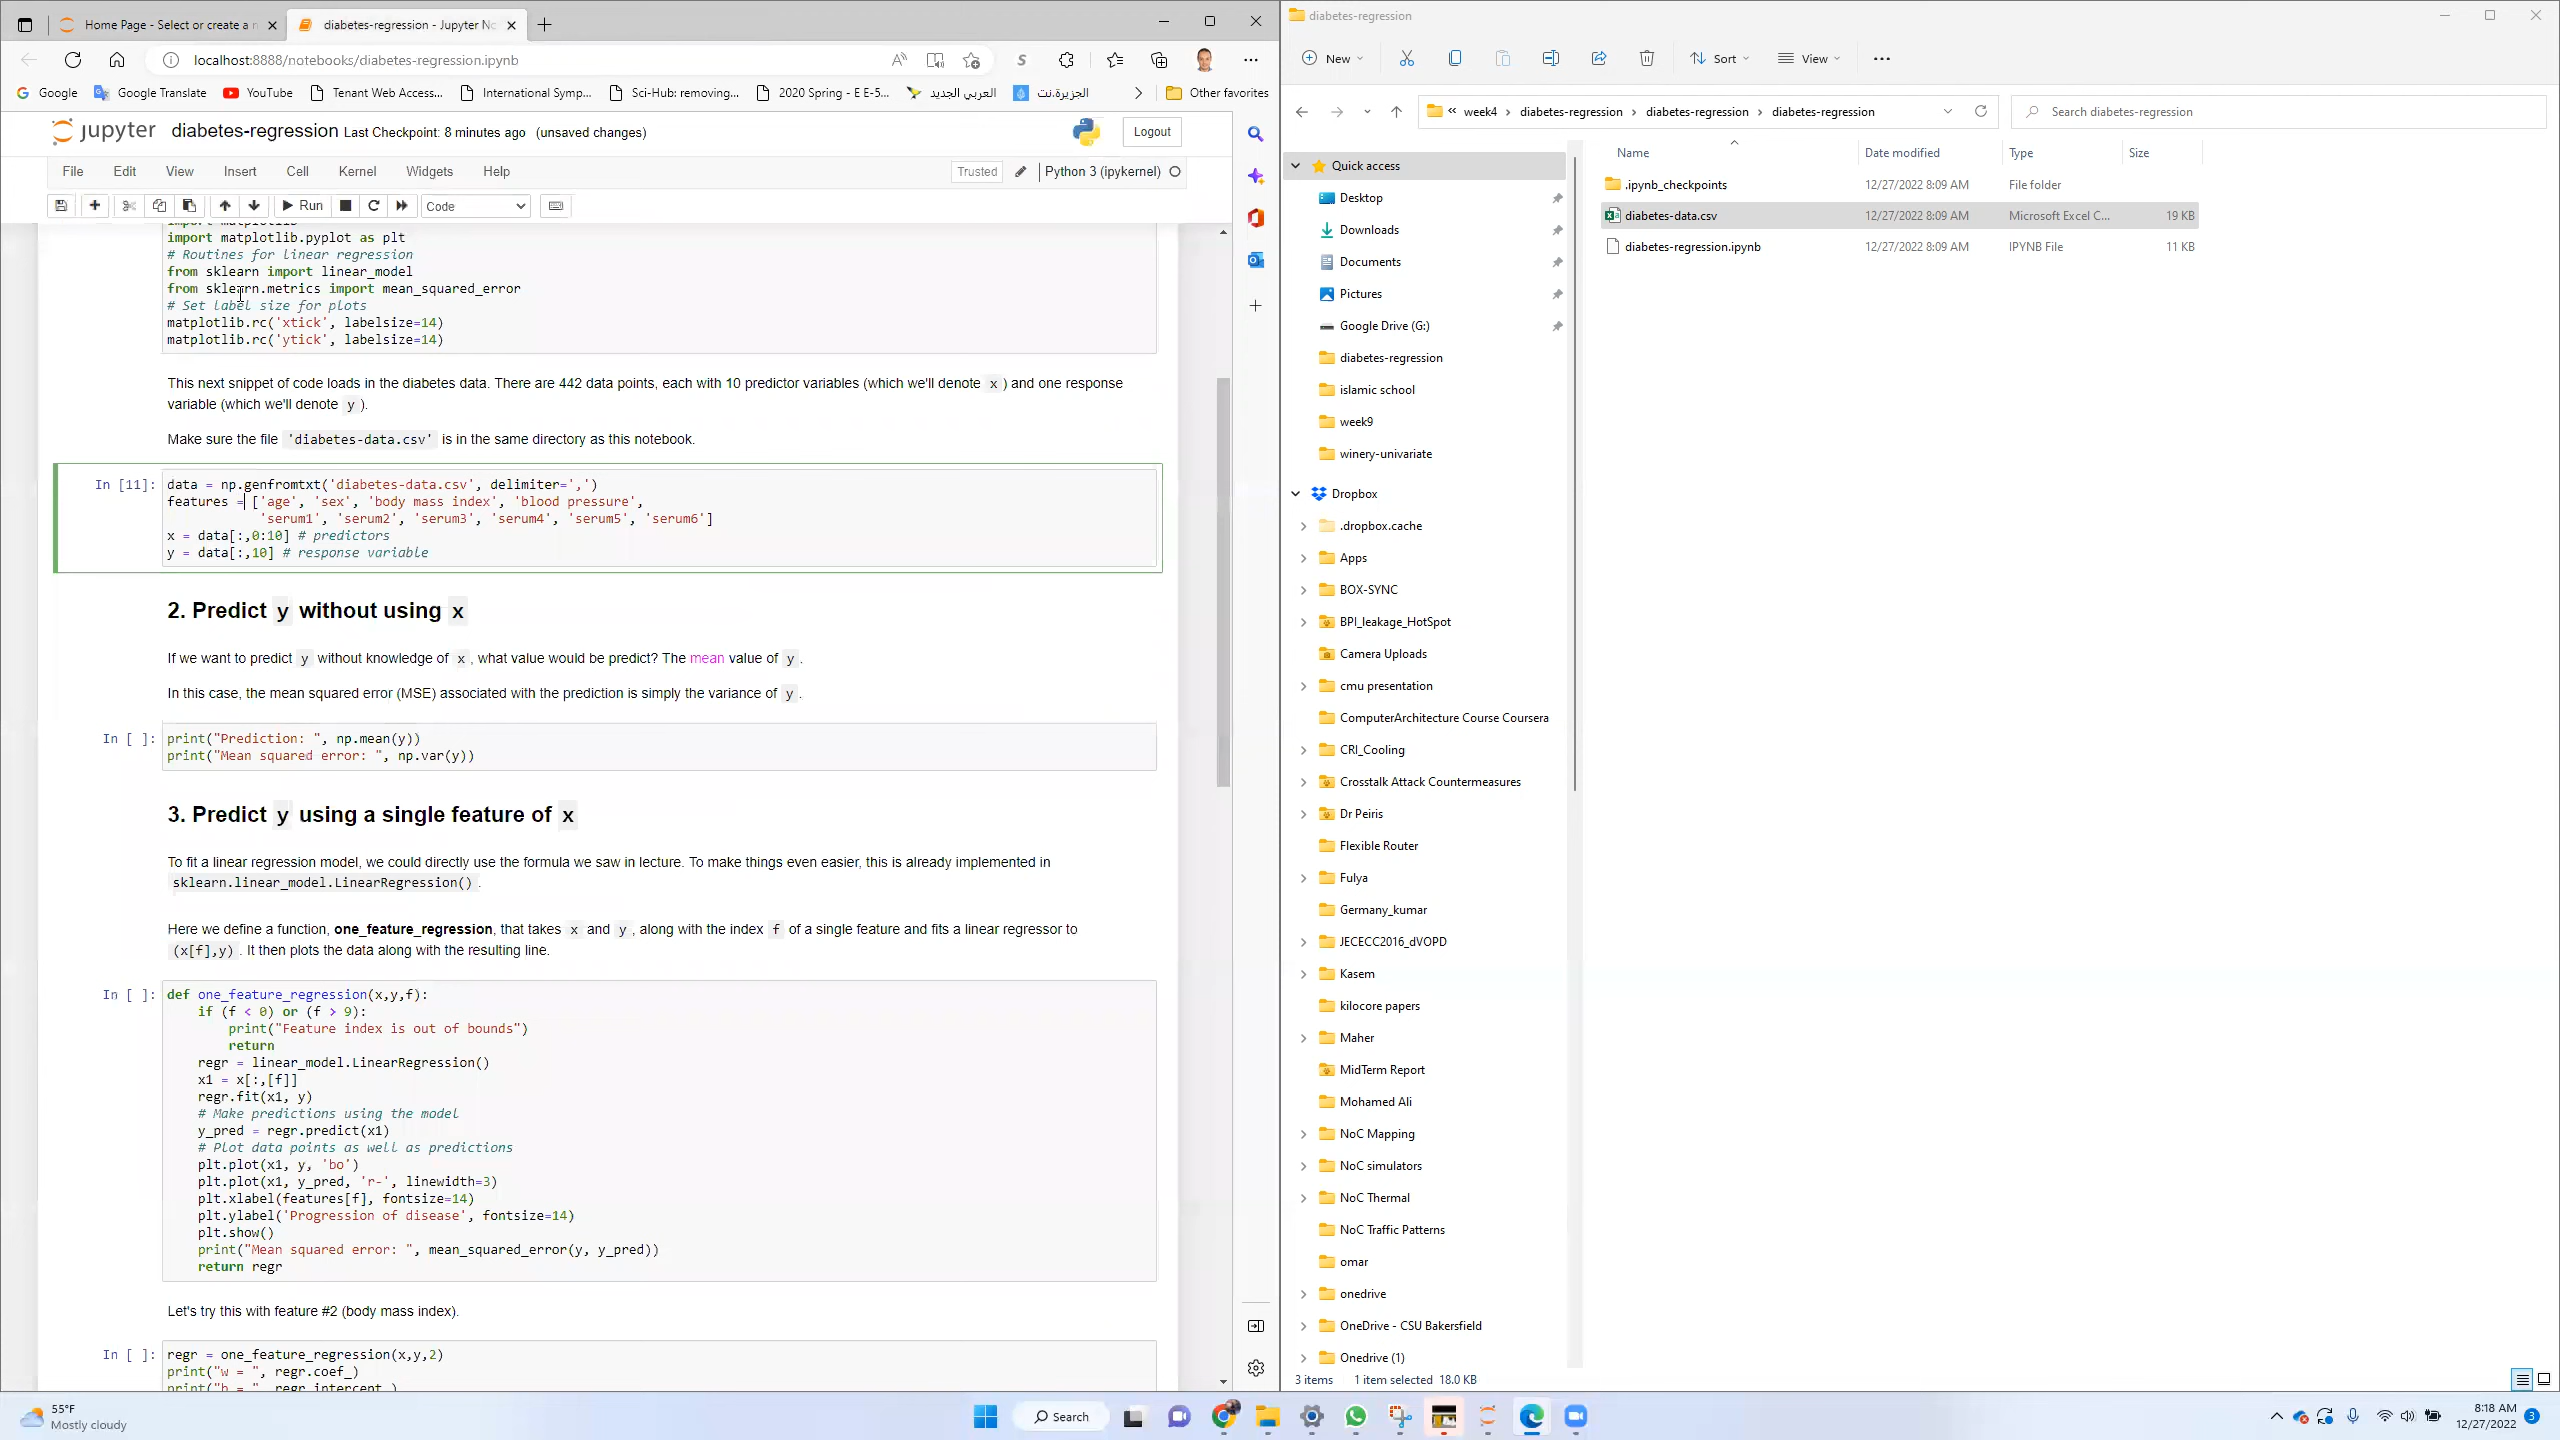 Home Page - Select or create a n
diabetes-regression - Jupyter No
localhost:8888/notebooks/diabetes-regression.ipynb
Google
Google Translate
YouTube
Tenant Web Access...
International Symp...
Sci-Hub: removing...
2020 Spring - E E-5...
العربي الجديد
الجزيرة.نت
Other favorites
jupyter diabetes-regression Last Checkpoint: 8 minutes ago (unsaved changes)
Logout
File Edit View Insert Cell Kernel Widgets Help
Trusted
Python 3 (ipykernel)
Run
Code
import matplotlib
import matplotlib.pyplot as plt
# Routines for linear regression
from sklearn import linear_model
from sklearn.metrics import mean_squared_error
# Set label size for plots
matplotlib.rc('xtick', labelsize=14)
matplotlib.rc('ytick', labelsize=14)
This next snippet of code loads in the diabetes data. There are 442 data points, each with 10 predictor variables (which we'll denote x ) and one response
variable (which we'll denote y ).
Make sure the file 'diabetes-data.csv' is in the same directory as this notebook.
In [11]: data = np.genfromtxt('diabetes-data.csv', delimiter=',')
features = ['age', 'sex', 'body mass index', 'blood pressure',
'serum1', 'serum2', 'serum3', 'serum4', 'serum5', 'serum6']
x = data[:,0:10] # predictors
y = data[:,10] # response variable
2. Predict y without using x
If we want to predict y without knowledge of x , what value would be predict? The mean value of y .
In this case, the mean squared error (MSE) associated with the prediction is simply the variance of y .
In [ ]: print("Prediction: ", np.mean(y))
print("Mean squared error: ", np.var(y))
3. Predict y using a single feature of x
To fit a linear regression model, we could directly use the formula we saw in lecture. To make things even easier, this is already implemented in
sklearn.linear_model.LinearRegression() .
Here we define a function, one_feature_regression, that takes x and y , along with the index f of a single feature and fits a linear regressor to
(x[f],y) . It then plots the data along with the resulting line.
In [ ]: def one_feature_regression(x,y,f):
if (f < 0) or (f > 9):
print("Feature index is out of bounds")
return
regr = linear_model.LinearRegression()
x1 = x[:,[f]]
regr.fit(x1, y)
# Make predictions using the model
y_pred = regr.predict(x1)
# Plot data points as well as predictions
plt.plot(x1, y, 'bo')
plt.plot(x1, y_pred, 'r-', linewidth=3)
plt.xlabel(features[f], fontsize=14)
plt.ylabel('Progression of disease', fontsize=14)
plt.show()
print("Mean squared error: ", mean_squared_error(y, y_pred))
return regr
Let's try this with feature #2 (body mass index).
In [ ]: regr = one_feature_regression(x,y,2)
print("w = ", regr.coef_)
print("b = ", regr.intercept_)
diabetes-regression
New
Sort
View
« week4 › diabetes-regression › diabetes-regression › diabetes-regression
Search diabetes-regression
Name Date modified Type Size
.ipynb_checkpoints 12/27/2022 8:09 AM File folder
diabetes-data.csv 12/27/2022 8:09 AM Microsoft Excel C... 19 KB
diabetes-regression.ipynb 12/27/2022 8:09 AM IPYNB File 11 KB
Quick access
Desktop
Downloads
Documents
Pictures
Google Drive (G:)
diabetes-regression
islamic school
week9
winery-univariate
Dropbox
.dropbox.cache
Apps
BOX-SYNC
BPI_leakage_HotSpot
Camera Uploads
cmu presentation
ComputerArchitecture Course Coursera
CRI_Cooling
Crosstalk Attack Countermeasures
Dr Peiris
Flexible Router
Fulya
Germany_kumar
JECECC2016_dVOPD
Kasem
kilocore papers
Maher
MidTerm Report
Mohamed Ali
NoC Mapping
NoC simulators
NoC Thermal
NoC Traffic Patterns
omar
onedrive
OneDrive - CSU Bakersfield
Onedrive (1)
3 items 1 item selected 18.0 KB
55°F
Mostly cloudy
Search
8:18 AM
12/27/2022
3